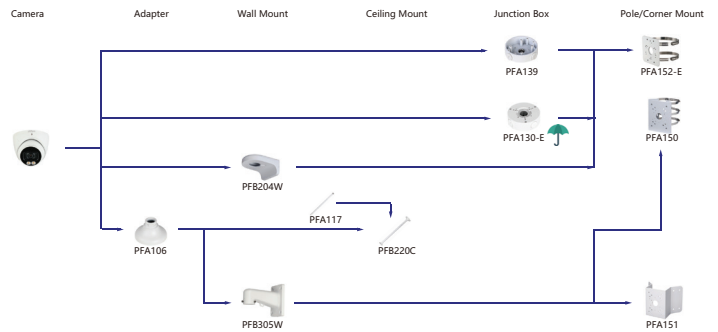 Camera Adapter Wall Mount Ceiling Mount Junction Box Pole/Corner Mount
PFA139 PFA152-E
PFA130-E PFA150
PFB204W
PFA117
PFA106 PFB220C
PFB305W PFA151